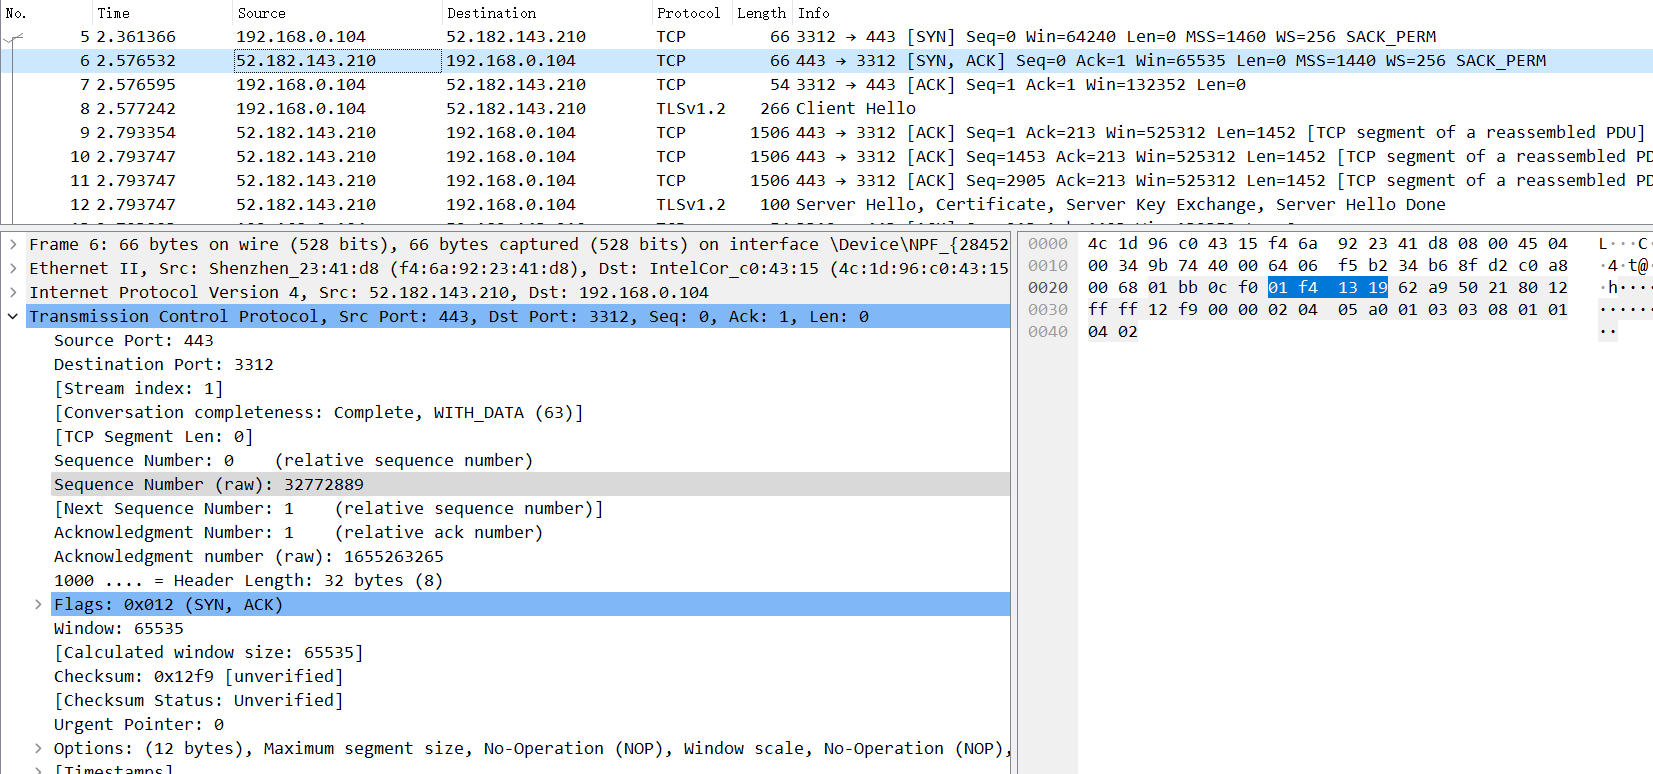 No. Time Source Destination Protocol Length Info
5 2.361366 192.168.0.104 52.182.143.210 TCP 66 3312 → 443 [SYN] Seq=0 Win=64240 Len=0 MSS=1460 WS=256 SACK_PERM
6 2.576532 52.182.143.210 192.168.0.104 TCP 66 443 → 3312 [SYN, ACK] Seq=0 Ack=1 Win=65535 Len=0 MSS=1440 WS=256 SACK_PERM
7 2.576595 192.168.0.104 52.182.143.210 TCP 54 3312 → 443 [ACK] Seq=1 Ack=1 Win=132352 Len=0
8 2.577242 192.168.0.104 52.182.143.210 TLSv1.2 266 Client Hello
9 2.793354 52.182.143.210 192.168.0.104 TCP 1506 443 → 3312 [ACK] Seq=1 Ack=213 Win=525312 Len=1452 [TCP segment of a reassembled PDU]
10 2.793747 52.182.143.210 192.168.0.104 TCP 1506 443 → 3312 [ACK] Seq=1453 Ack=213 Win=525312 Len=1452 [TCP segment of a reassembled PD
11 2.793747 52.182.143.210 192.168.0.104 TCP 1506 443 → 3312 [ACK] Seq=2905 Ack=213 Win=525312 Len=1452 [TCP segment of a reassembled PD
12 2.793747 52.182.143.210 192.168.0.104 TLSv1.2 100 Server Hello, Certificate, Server Key Exchange, Server Hello Done
Frame 6: 66 bytes on wire (528 bits), 66 bytes captured (528 bits) on interface \Device\NPF_{28452
Ethernet II, Src: Shenzhen_23:41:d8 (f4:6a:92:23:41:d8), Dst: IntelCor_c0:43:15 (4c:1d:96:c0:43:15
Internet Protocol Version 4, Src: 52.182.143.210, Dst: 192.168.0.104
Transmission Control Protocol, Src Port: 443, Dst Port: 3312, Seq: 0, Ack: 1, Len: 0
Source Port: 443
Destination Port: 3312
[Stream index: 1]
[Conversation completeness: Complete, WITH_DATA (63)]
[TCP Segment Len: 0]
Sequence Number: 0    (relative sequence number)
Sequence Number (raw): 32772889
[Next Sequence Number: 1    (relative sequence number)]
Acknowledgment Number: 1    (relative ack number)
Acknowledgment number (raw): 1655263265
1000 .... = Header Length: 32 bytes (8)
Flags: 0x012 (SYN, ACK)
Window: 65535
[Calculated window size: 65535]
Checksum: 0x12f9 [unverified]
[Checksum Status: Unverified]
Urgent Pointer: 0
Options: (12 bytes), Maximum segment size, No-Operation (NOP), Window scale, No-Operation (NOP),
[Timestamps]
0000 4c 1d 96 c0 43 15 f4 6a 92 23 41 d8 08 00 45 04 L···C·
0010 00 34 9b 74 40 00 64 06 f5 b2 34 b6 8f d2 c0 a8 ·4·t@·
0020 00 68 01 bb 0c f0 01 f4 13 19 62 a9 50 21 80 12 ·h····
0030 ff ff 12 f9 00 00 02 04 05 a0 01 03 03 08 01 01 ······
0040 04 02 ··